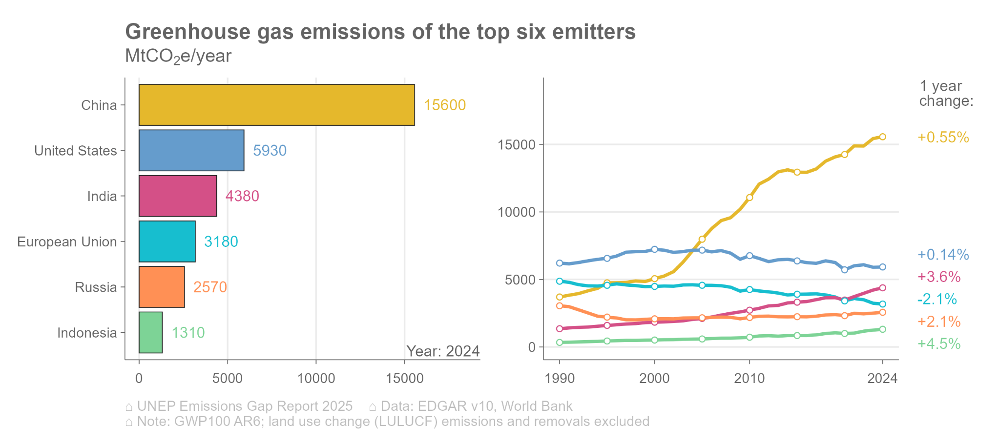 Greenhouse gas emissions of the top six emitters
MtCO₂e/year
China
15600
United States
5930
India
4380
European Union
3180
Russia
2570
Indonesia
1310
Year: 2024
0 5000 10000 15000
15000
10000
5000
0
1990 2000 2010 2024
1 year
change:
+0.55%
+0.14%
+3.6%
-2.1%
+2.1%
+4.5%
⌂ UNEP Emissions Gap Report 2025 ⌂ Data: EDGAR v10, World Bank
⌂ Note: GWP100 AR6; land use change (LULUCF) emissions and removals excluded